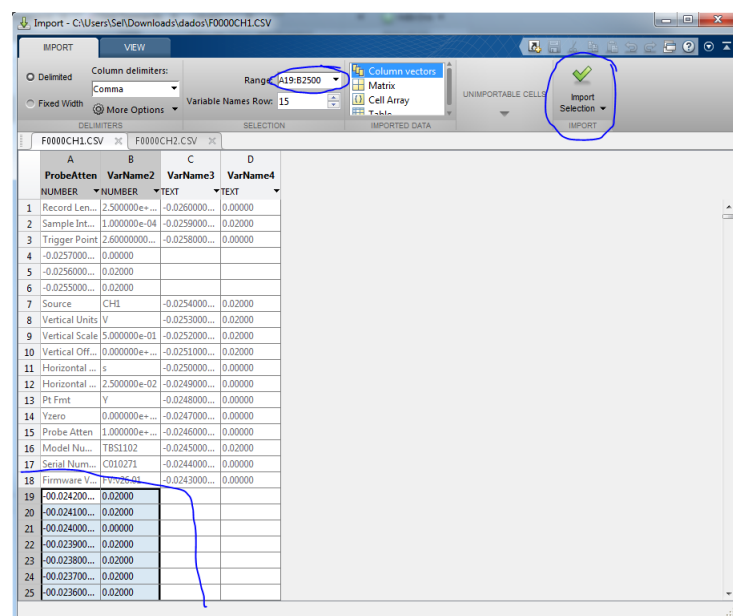 Import - C:\Users\Sel\Downloads\dados\F0000CH1.CSV
IMPORT VIEW
Delimited
Column delimiters:
Comma
Fixed Width
More Options
DELIMITERS
Range: A19:B2500
Variable Names Row: 15
SELECTION
Column vectors
Matrix
Cell Array
Table
IMPORTED DATA
UNIMPORTABLE CELLS
Import
Selection
IMPORT
F0000CH1.CSV F0000CH2.CSV
A B C D
ProbeAtten VarName2 VarName3 VarName4
NUMBER NUMBER TEXT TEXT
1 Record Len... 2.500000e+... -0.0260000... 0.00000
2 Sample Int... 1.000000e-04 -0.0259000... 0.02000
3 Trigger Point 2.60000000... -0.0258000... 0.00000
4 -0.0257000... 0.00000
5 -0.0256000... 0.02000
6 -0.0255000... 0.02000
7 Source CH1 -0.0254000... 0.02000
8 Vertical Units V -0.0253000... 0.02000
9 Vertical Scale 5.000000e-01 -0.0252000... 0.02000
10 Vertical Off... 0.000000e+... -0.0251000... 0.02000
11 Horizontal ... s -0.0250000... 0.00000
12 Horizontal ... 2.500000e-02 -0.0249000... 0.00000
13 Pt Fmt Y -0.0248000... 0.00000
14 Yzero 0.000000e+... -0.0247000... 0.00000
15 Probe Atten 1.000000e+... -0.0246000... 0.00000
16 Model Nu... TBS1102 -0.0245000... 0.00000
17 Serial Num... C010271 -0.0244000... 0.00000
18 Firmware V... FV:v26.01 -0.0243000... 0.00000
19 -00.024200... 0.02000
20 -00.024100... 0.02000
21 -00.024000... 0.00000
22 -00.023900... 0.02000
23 -00.023800... 0.02000
24 -00.023700... 0.02000
25 -00.023600... 0.02000